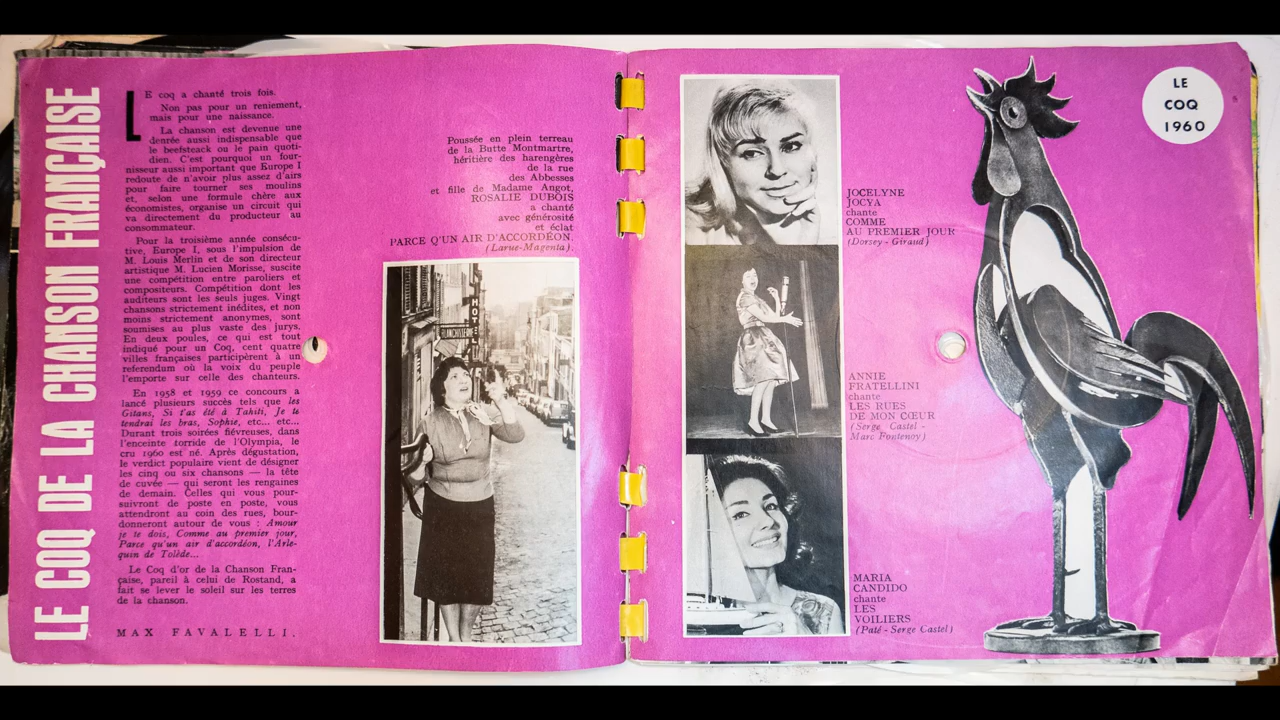 LE COQ DE LA CHANSON FRANÇAISE
LE coq a chanté trois fois.
Non pas pour un reniement,
mais pour une naissance.
La chanson est devenue une
denrée aussi indispensable que
le beefsteack ou le pain quoti-
dien. C'est pourquoi un four-
nisseur aussi important que Europe I
redoute de n'avoir plus assez d'airs
pour faire tourner ses moulins
et, selon une formule chère aux
économistes, organise un circuit qui
va directement du producteur au
consommateur.
Pour la troisième année consécu-
tive, Europe I, sous l'impulsion de
M. Louis Merlin et de son directeur
artistique M. Lucien Morisse, suscite
une compétition entre paroliers et
compositeurs. Compétition dont les
auditeurs sont les seuls juges. Vingt
chansons strictement inédites, et non
moins strictement anonymes, sont
soumises au plus vaste des jurys.
En deux poules, ce qui est tout
indiqué pour un Coq, cent quatre
villes françaises participèrent à un
referendum où la voix du peuple
l'emporte sur celle des chanteurs.
En 1958 et 1959 ce concours a
lancé plusieurs succès tels que les
Gitans, Si t'as été à Tahiti, Je te
tendrai les bras, Sophie, etc... etc...
Durant trois soirées fiévreuses, dans
l'enceinte torride de l'Olympia, le
cru 1960 est né. Après dégustation,
le verdict populaire vient de désigner
les cinq ou six chansons — la tête
de cuvée — qui seront les rengaines
de demain. Celles qui vous pour-
suivront de poste en poste, vous
attendront au coin des rues, bour-
donneront autour de vous : Amour
je te dois, Comme au premier jour,
Parce qu'un air d'accordéon, l'Arle-
quin de Tolède...
Le Coq d'or de la Chanson Fran-
çaise, pareil à celui de Rostand, a
fait se lever le soleil sur les terres
de la chanson.
MAX FAVALELLI.
Poussée en plein terreau
de la Butte Montmartre,
héritière des harengères
de la rue
des Abbesses
et fille de Madame Angot,
ROSALIE DUBOIS
a chanté
avec générosité
et éclat
PARCE Q'UN AIR D'ACCORDÉON.
(Larue-Magenta).
HOTEL
BLANCHISSERIE
JOCELYNE
JOCYA
chante
COMME
AU PREMIER JOUR
(Dorsey - Giraud)
ANNIE
FRATELLINI
chante
LES RUES
DE MON CŒUR
(Serge Castel -
Marc Fontenoy)
MARIA
CANDIDO
chante
LES
VOILIERS
(Paté - Serge Castel)
LE
COQ
1960